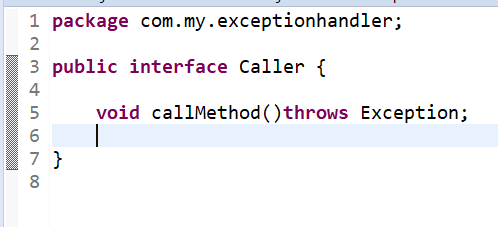 1 package com.my.exceptionhandler;
2
3 public interface Caller {
4
5 void callMethod()throws Exception;
6
7 }
8